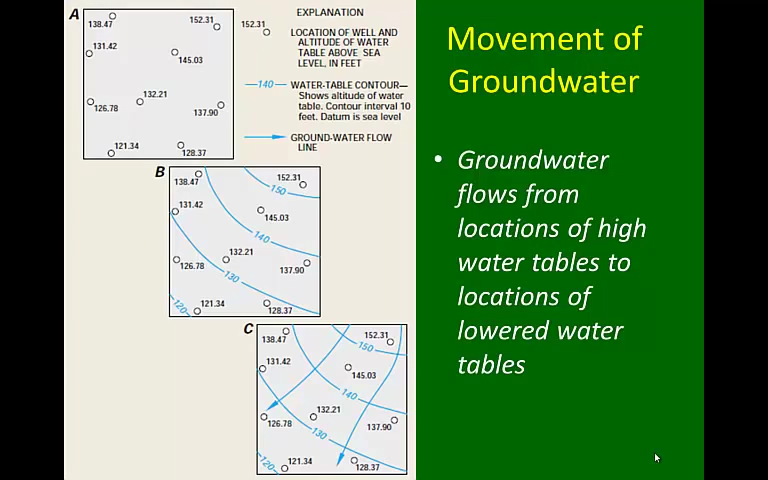 A
138.47
152.31
131.42
145.03
126.78
132.21
137.90
121.34
128.37
EXPLANATION
152.31
LOCATION OF WELL AND
ALTITUDE OF WATER
TABLE ABOVE SEA
LEVEL, IN FEET
—140— WATER-TABLE CONTOUR—
Shows altitude of water
table. Contour interval 10
feet. Datum is sea level
GROUND-WATER FLOW
LINE
B
138.47
152.31
150
131.42
145.03
140
132.21
126.78
137.90
130
120
121.34
128.37
C
138.47
152.31
150
131.42
145.03
140
132.21
126.78
137.90
130
120
121.34
128.37
Movement of
Groundwater
• Groundwater
flows from
locations of high
water tables to
locations of
lowered water
tables